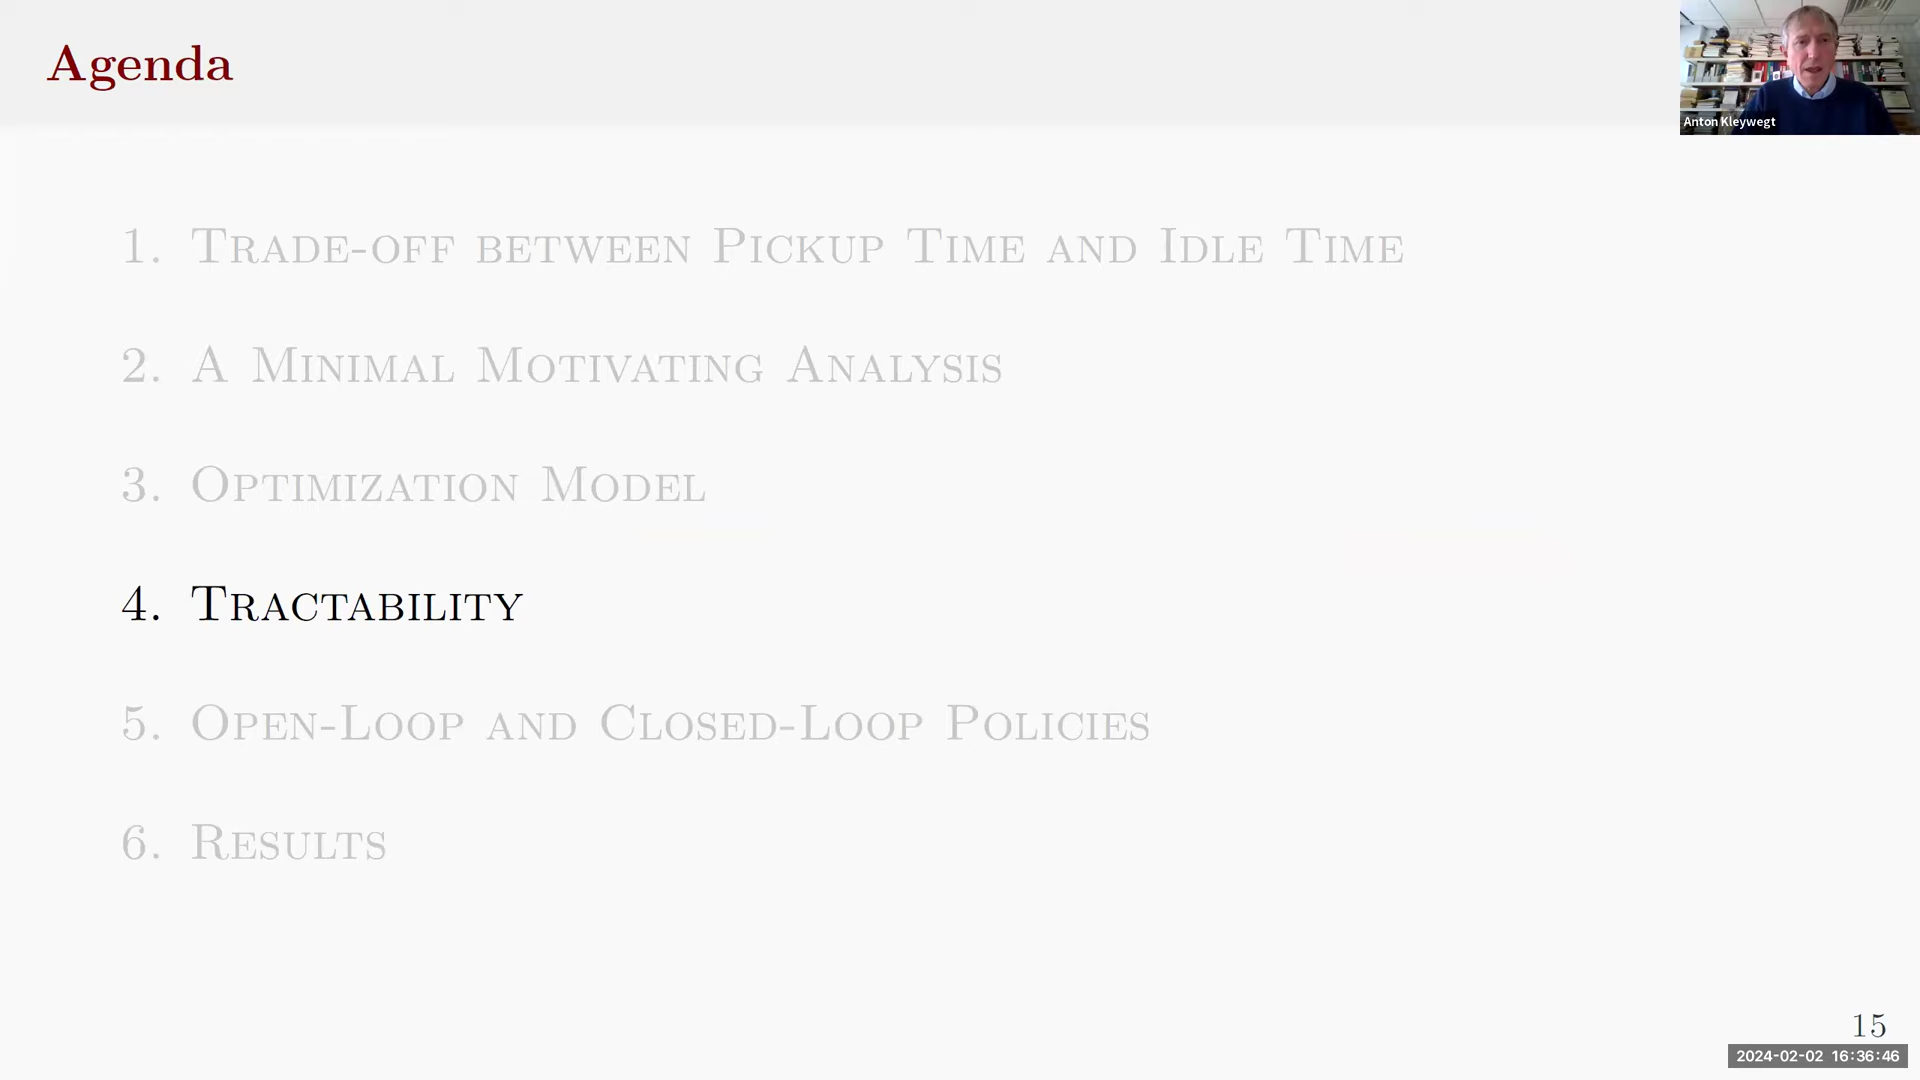 Agenda
Anton Kleywegt
1. Trade-off between Pickup Time and Idle Time
2. A Minimal Motivating Analysis
3. Optimization Model
4. Tractability
5. Open-Loop and Closed-Loop Policies
6. Results
15
2024-02-02 16:36:46